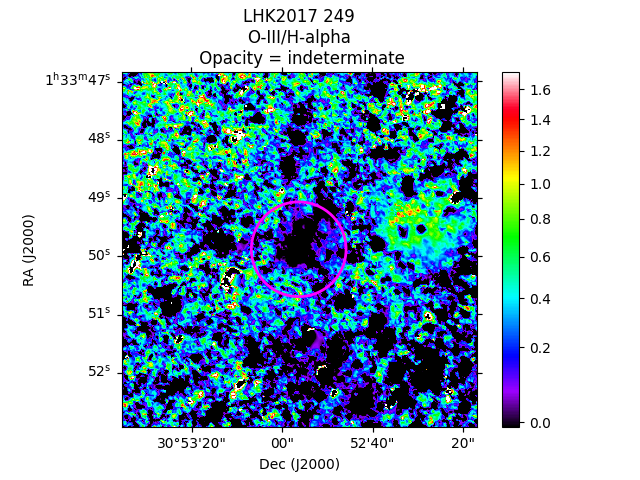 LHK2017 249
O-III/H-alpha
Opacity = indeterminate
1ʰ33ᵐ47ˢ
48ˢ
49ˢ
50ˢ
51ˢ
52ˢ
RA (J2000)
30°53'20"
00"
52'40"
20"
Dec (J2000)
1.6
1.4
1.2
1.0
0.8
0.6
0.4
0.2
0.0